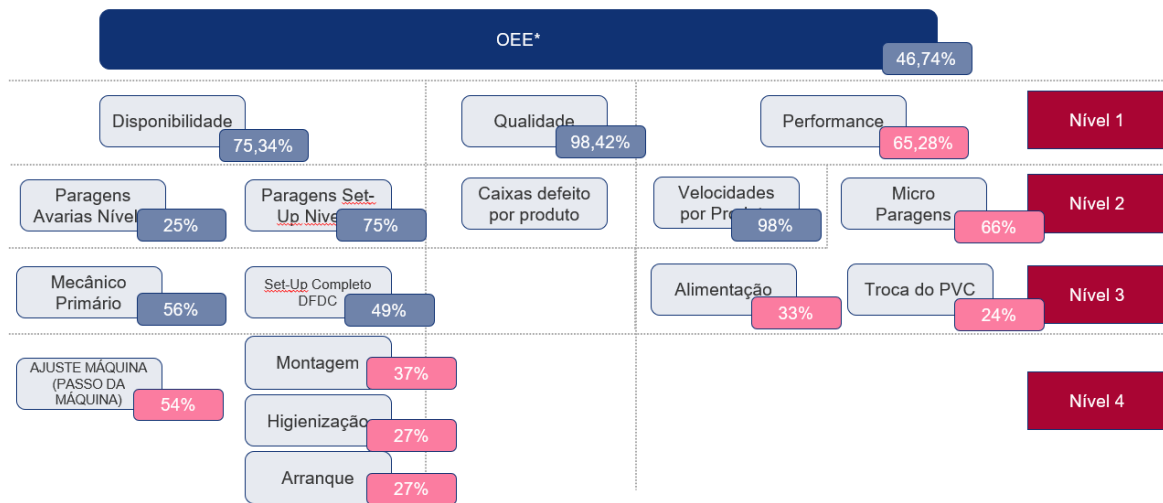 OEE*
46,74%
Disponibilidade
75,34%
Qualidade
98,42%
Performance
65,28%
Nível 1
Paragens
Avarias Níve
25%
Paragens Set-
Up Nive
75%
Caixas defeito
por produto
Velocidades
por Pro
98%
Micro
Paragens
66%
Nível 2
Mecânico
Primário
56%
Set-Up Completo
DFDC
49%
Alimentação
33%
Troca do PVC
24%
Nível 3
AJUSTE MÁQUINA
(PASSO DA
MÁQUINA)
54%
Montagem
37%
Higienização
27%
Arranque
27%
Nível 4